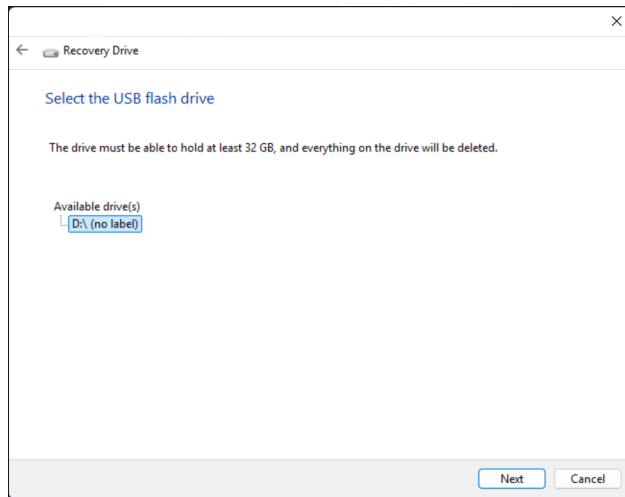 Recovery Drive
Select the USB flash drive
The drive must be able to hold at least 32 GB, and everything on the drive will be deleted.
Available drive(s)
D:\ (no label)
Next Cancel